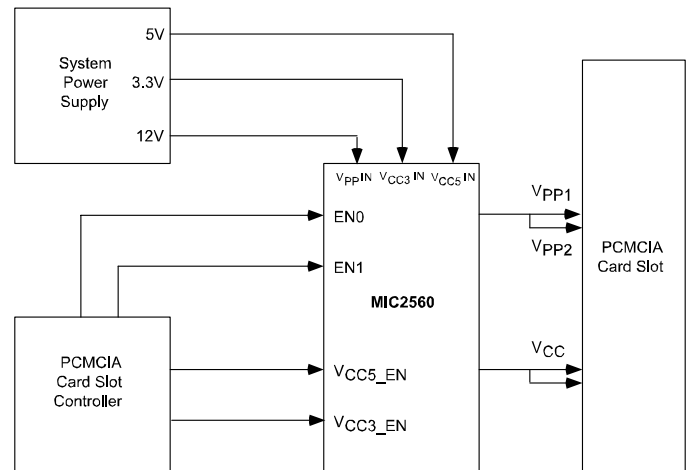 System
Power
Supply
5V
3.3V
12V
VPP IN VCC3 IN VCC5 IN
EN0
EN1
MIC2560
VCC5_EN
VCC3_EN
PCMCIA
Card Slot
Controller
VPP1
VPP2
VCC
PCMCIA
Card Slot